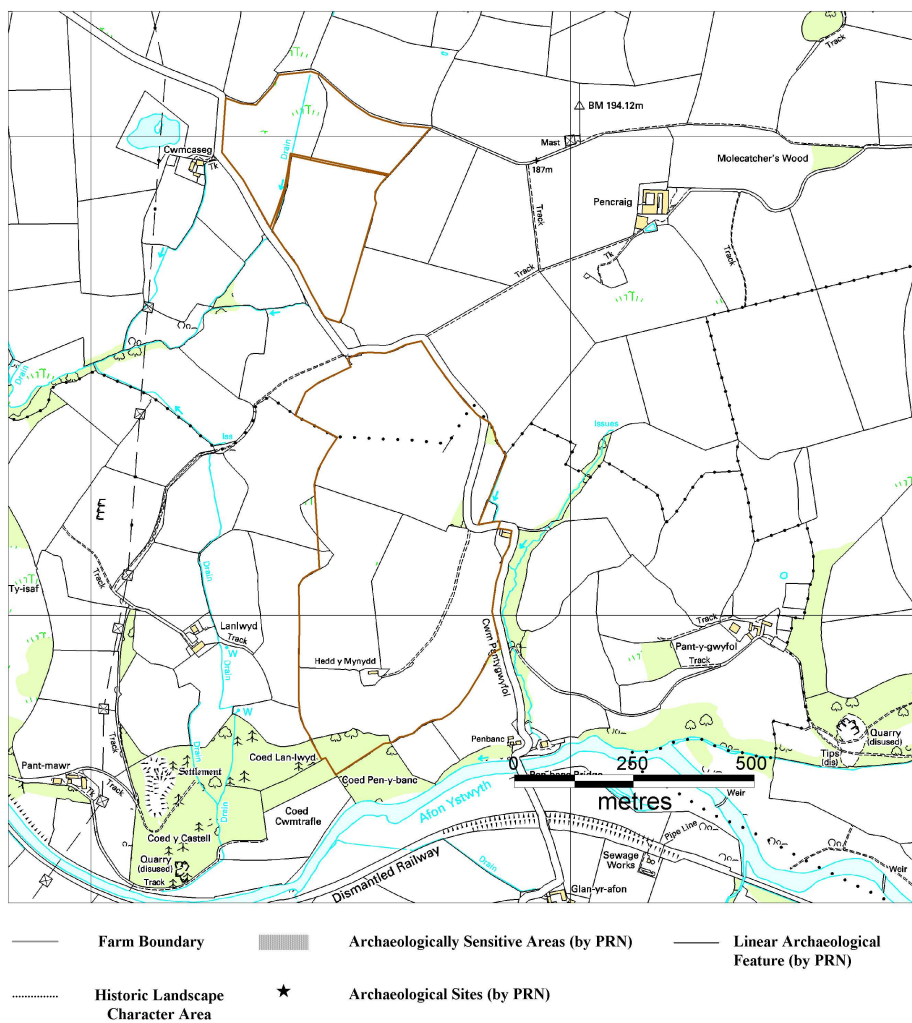 Track
BM 194.12m
Mast
Cwmcaseg
Tk
Drain
187m
Molecatcher's Wood
Pencraig
Track
Tk
Track
Track
Drain
Iss
Issues
Drain
Ty-isaf
Track
Lanlwyd
Track
W
Drain
Hedd y Mynydd
Cwm Pantygwyfol
Track
Pant-y-gwyfol
Track
W
Drain
Penbanc
Quarry
(disused)
Tips
(dis)
Pant-mawr
Track
Tk
Settlement
Coed Lan-lwyd
Coed Pen-y-banc
Drain
Coed
Cwmtrafle
Coed y Castell
Quarry
(disused)
Track
Afon Ystwyth
0 250 500
metres
Weir
Pipe Line
Dismantled Railway
Drain
Sewage
Works
Weir
Glan-yr-afon
Farm Boundary
Archaeologically Sensitive Areas (by PRN)
Linear Archaeological
Feature (by PRN)
Historic Landscape
Character Area
Archaeological Sites (by PRN)